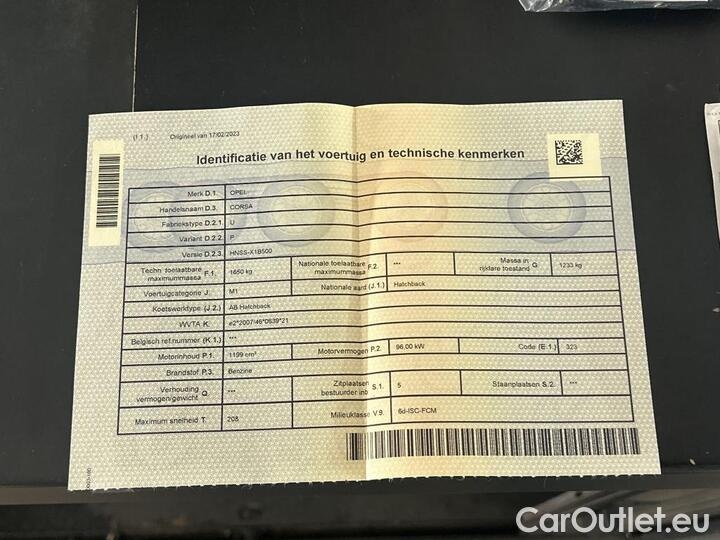 (I.1.) Origineel van 17/02/2023
Identificatie van het voertuig en technische kenmerken
Merk D.1. OPEL
Handelsnaam D.3. CORSA
Fabriekstype D.2.1. U
Variant D.2.2. P
Versie D.2.3. HNSS-X1B500
Techn. toelaatbare maximummassa F.1. 1650 kg Nationale toelaatbare maximummassa F.2. *** Massa in rijklare toestand G 1233 kg
Voertuigcategorie J. M1 Nationale aard (J.1.) Hatchback
Koetswerktype (J.2.) AB Hatchback
WVTA K. e2*2007/46*0639*21
Belgisch ref.nummer (K.1.) ***
Motorinhoud P.1. 1199 cm³ Motorvermogen P.2. 96.00 kW Code (E.1.) 323
Brandstof P.3. Benzine
Verhouding vermogen/gewicht Q. *** Zitplaatsen bestuurder inb S.1. 5 Staanplaatsen S.2. ***
Maximum snelheid T. 208 Milieuklasse V.9. 6d-ISC-FCM
CarOutlet.eu